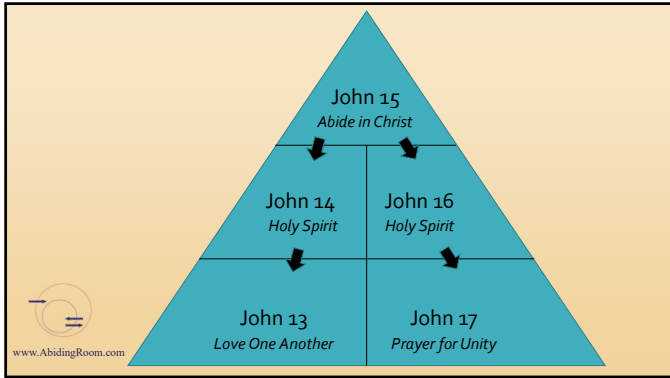 John 15
Abide in Christ
John 14
Holy Spirit
John 16
Holy Spirit
John 13
Love One Another
John 17
Prayer for Unity
www.AbidingRoom.com